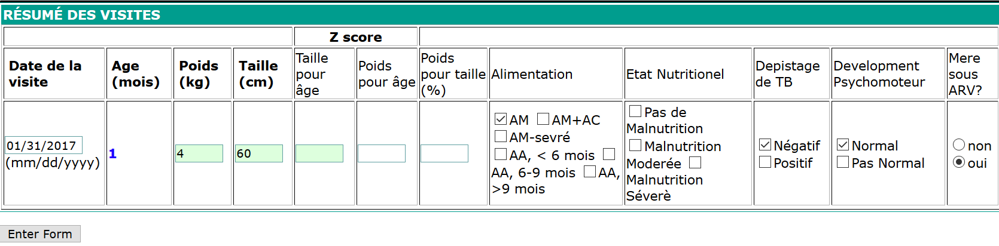 RÉSUMÉ DES VISITES
Z score
Date de la
visite
Age
(mois)
Poids
(kg)
Taille
(cm)
Taille
pour
âge
Poids
pour âge
Poids
pour taille
(%)
Alimentation
Etat Nutritionel
Depistage
de TB
Development
Psychomoteur
Mere
sous
ARV?
01/31/2017
(mm/dd/yyyy)
1
4
60
AM AM+AC
AM-sevré
AA, < 6 mois
AA, 6-9 mois AA,
>9 mois
Pas de
Malnutrition
Malnutrition
Moderée
Malnutrition
Séverè
Négatif
Positif
Normal
Pas Normal
non
oui
Enter Form